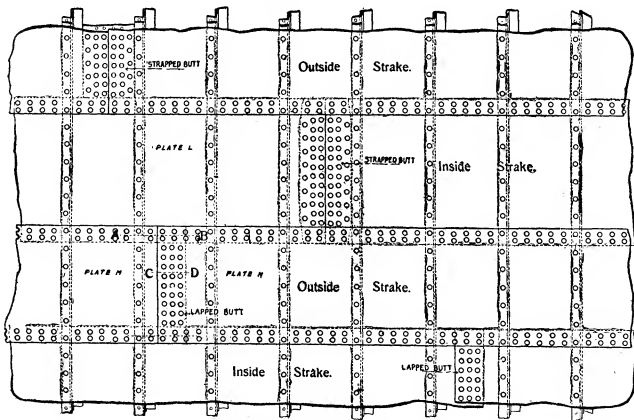 STRAPPED BUTT
Outside Strake.
PLATE L
STRAPPED BUTT
Inside Strake.
A B
PLATE M C D PLATE N
Outside Strake.
LAPPED BUTT
Inside Strake.
LAPPED BUTT